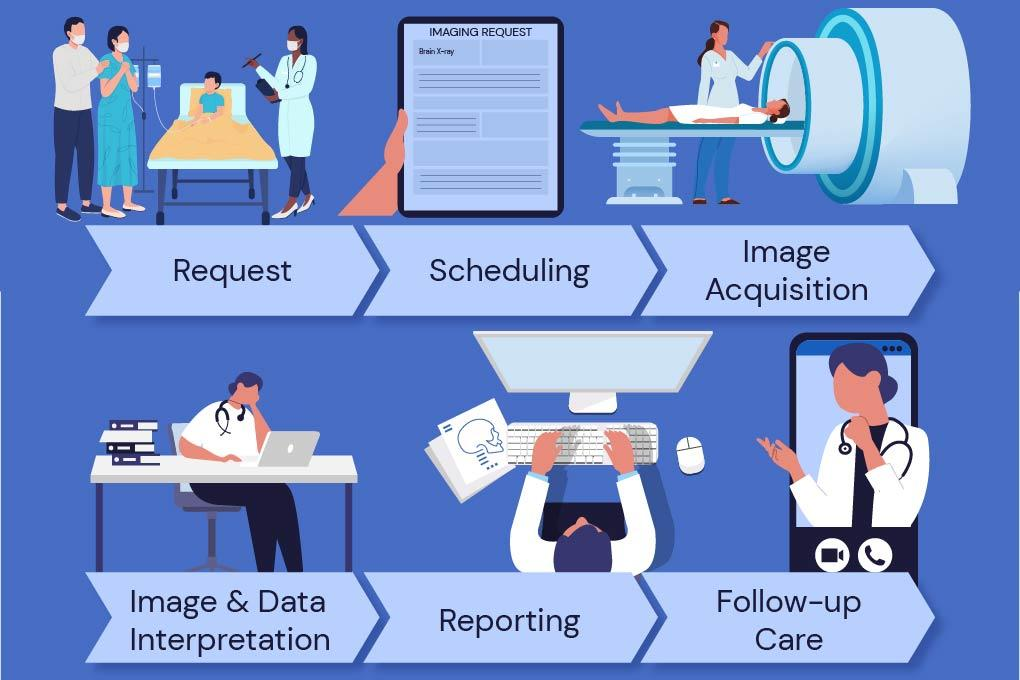 IMAGING REQUEST
Brain X-ray
Request
Scheduling
Image
Acquisition
Image & Data
Interpretation
Reporting
Follow-up
Care